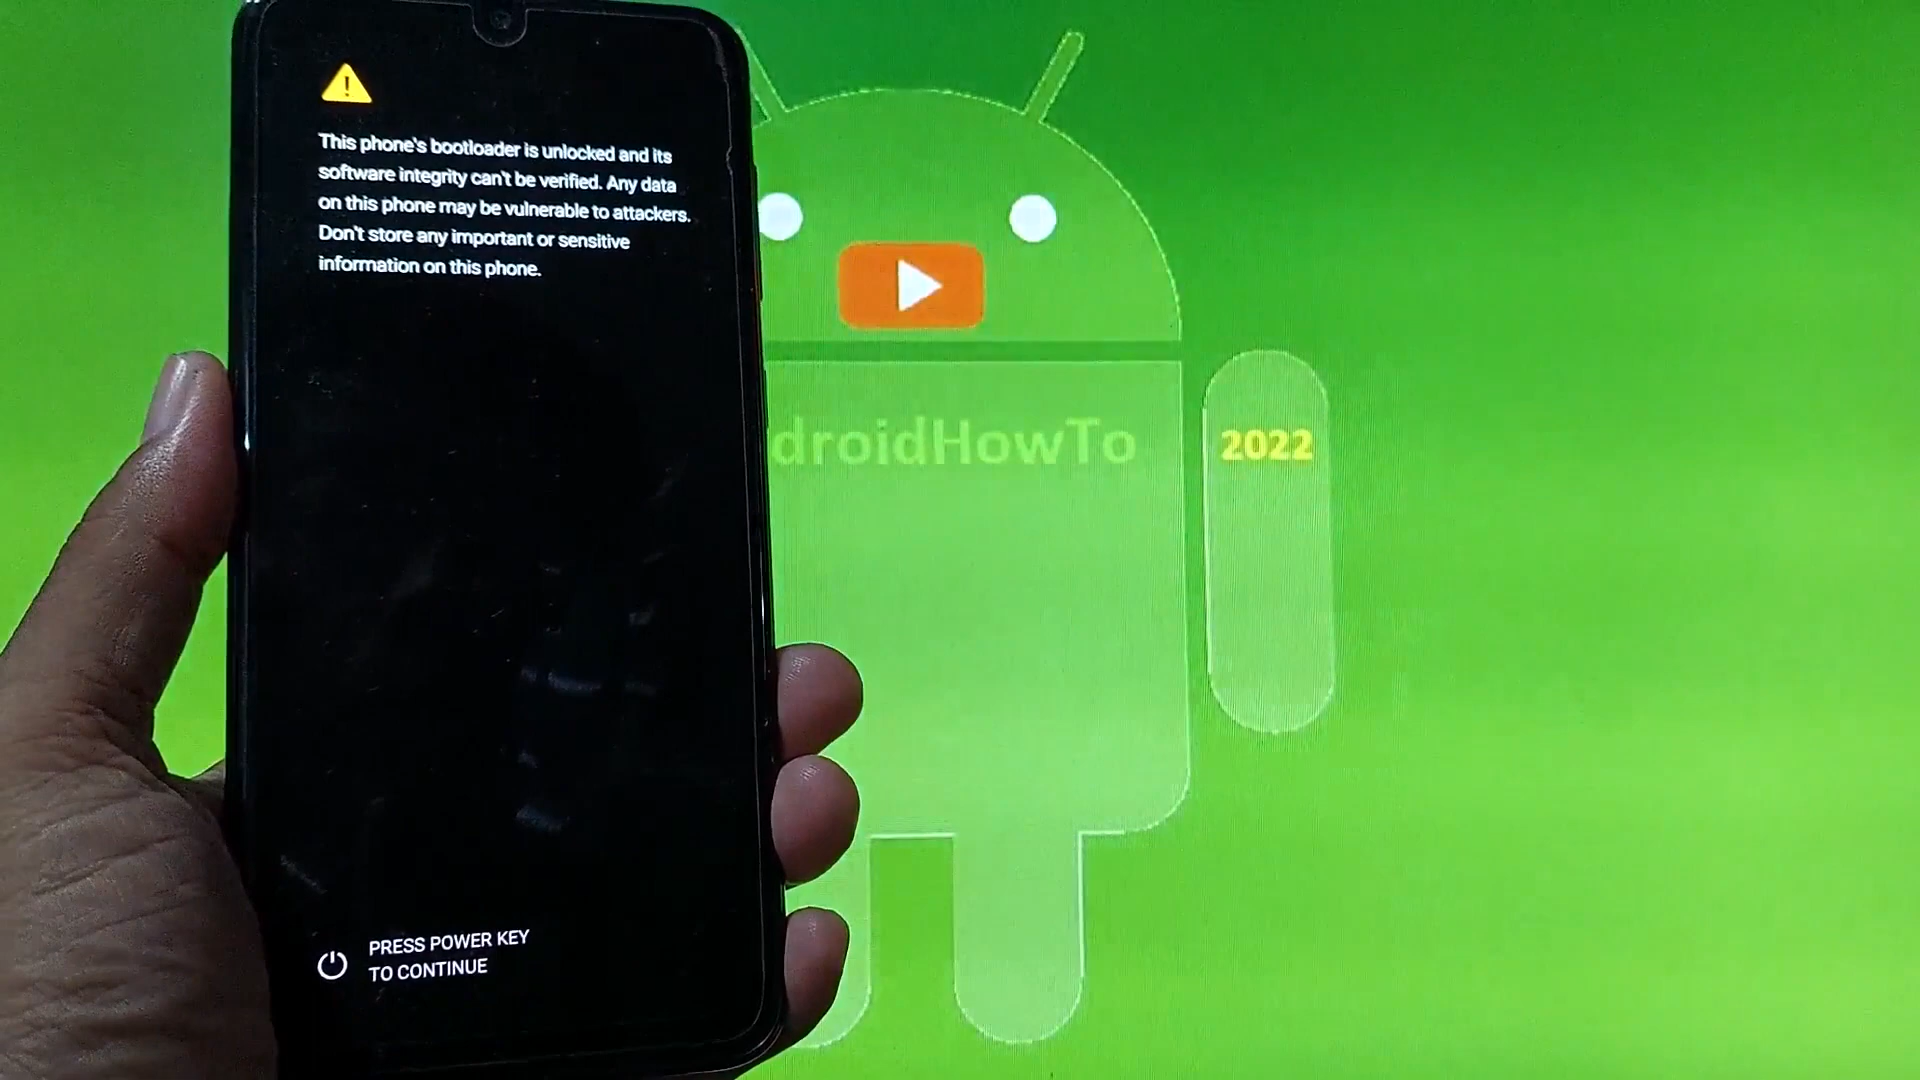 This phone's bootloader is unlocked and its
software integrity can't be verified. Any data
on this phone may be vulnerable to attackers.
Don't store any important or sensitive
information on this phone.
PRESS POWER KEY
TO CONTINUE
droidHowTo
2022